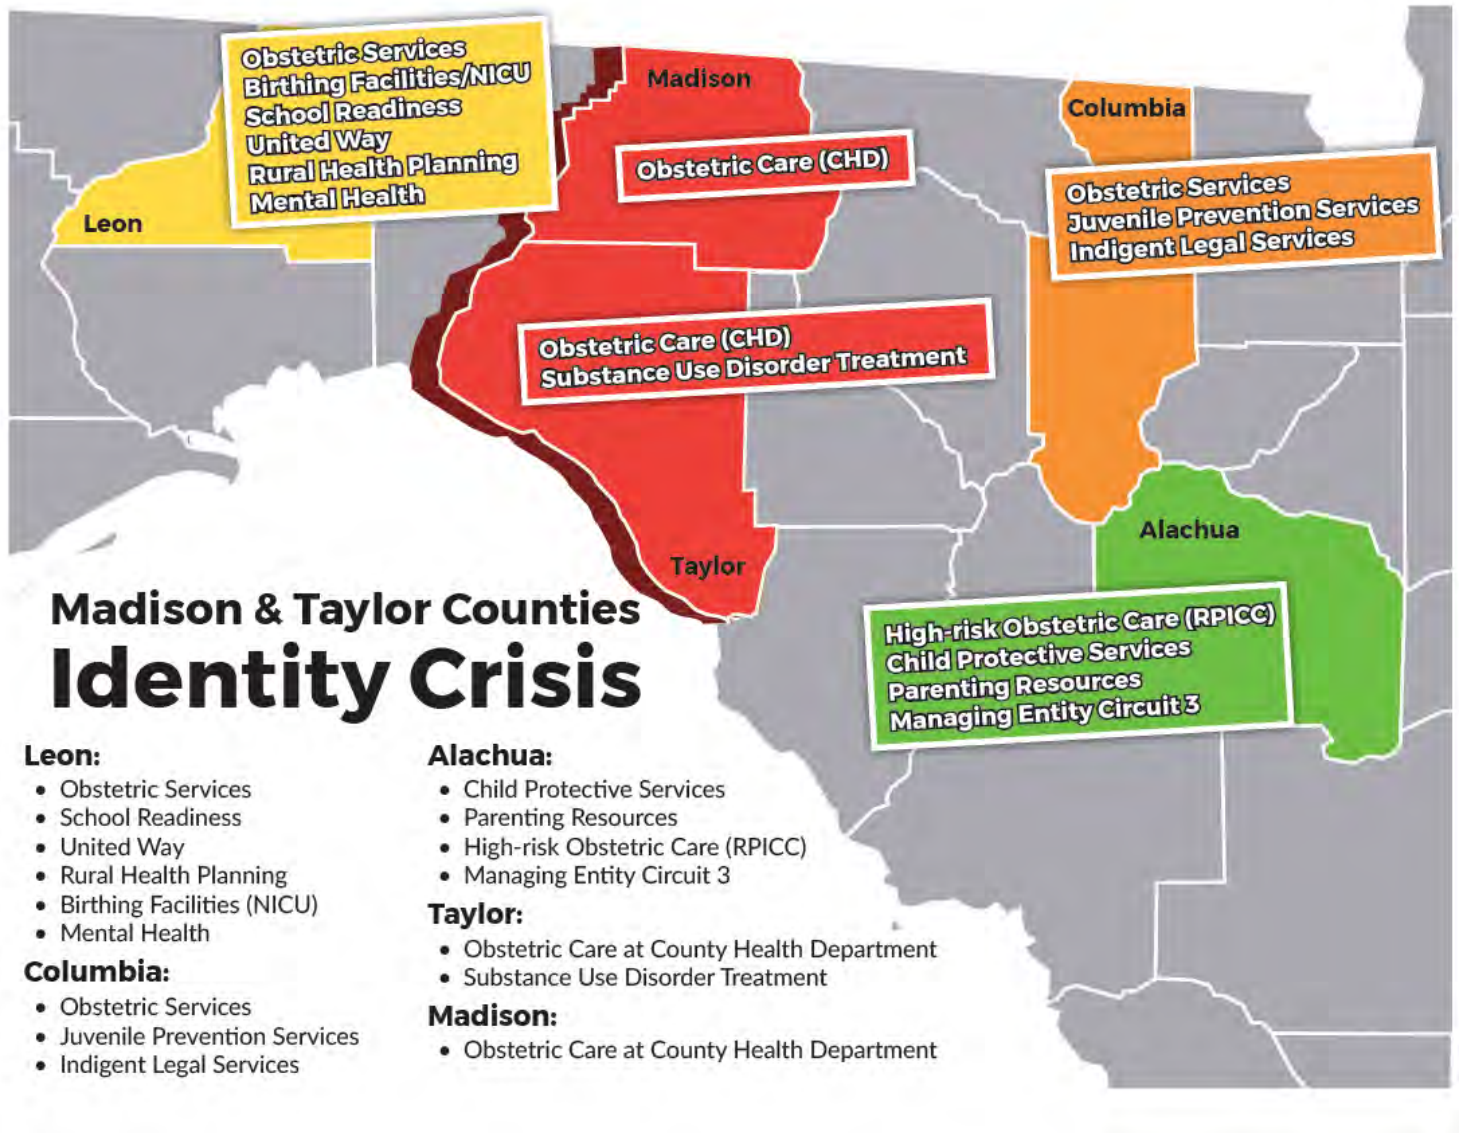 Obstetric Services
Birthing Facilities/NICU
School Readiness
United Way
Rural Health Planning
Mental Health
Leon
Madison
Obstetric Care (CHD)
Columbia
Obstetric Services
Juvenile Prevention Services
Indigent Legal Services
Obstetric Care (CHD)
Substance Use Disorder Treatment
Taylor
Alachua
High-risk Obstetric Care (RPICC)
Child Protective Services
Parenting Resources
Managing Entity Circuit 3
Madison & Taylor Counties
Identity Crisis
Leon:
• Obstetric Services
• School Readiness
• United Way
• Rural Health Planning
• Birthing Facilities (NICU)
• Mental Health
Columbia:
• Obstetric Services
• Juvenile Prevention Services
• Indigent Legal Services
Alachua:
• Child Protective Services
• Parenting Resources
• High-risk Obstetric Care (RPICC)
• Managing Entity Circuit 3
Taylor:
• Obstetric Care at County Health Department
• Substance Use Disorder Treatment
Madison:
• Obstetric Care at County Health Department